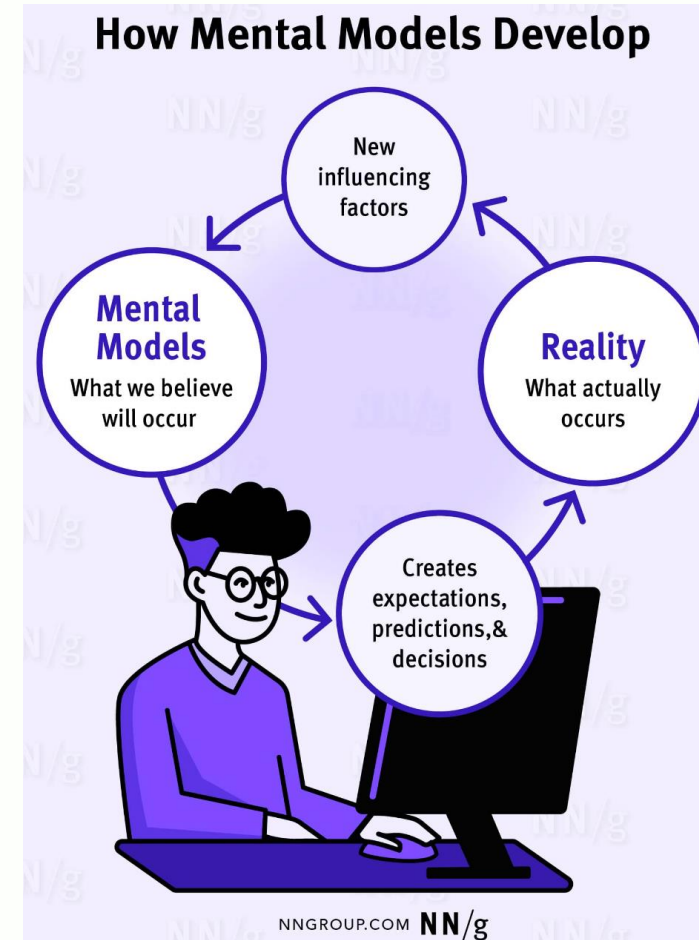 How Mental Models Develop
New
influencing
factors
Mental
Models
What we believe
will occur
Reality
What actually
occurs
Creates
expectations,
predictions,&
decisions
NNGROUP.COM NN/g